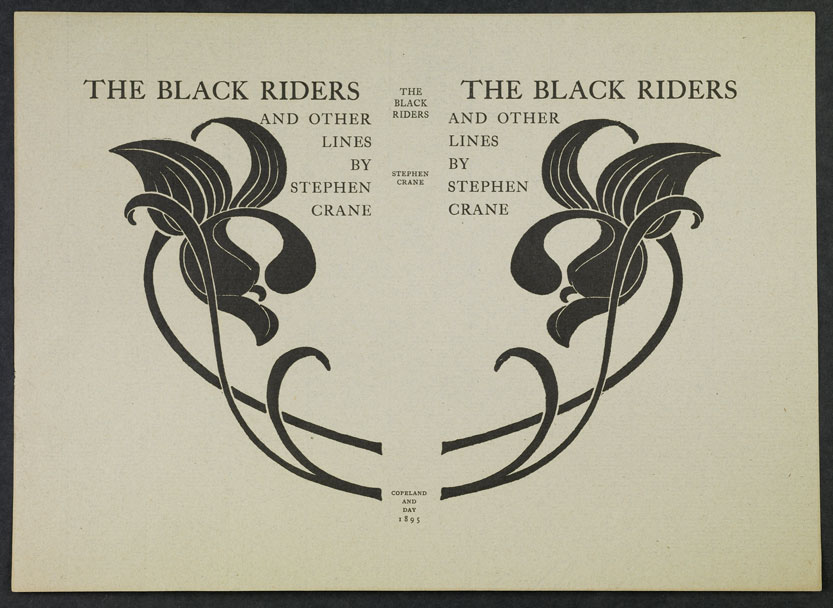 THE BLACK RIDERS
AND OTHER
LINES
BY
STEPHEN
CRANE
THE
BLACK
RIDERS
STEPHEN
CRANE
COPELAND
AND
DAY
1895
THE BLACK RIDERS
AND OTHER
LINES
BY
STEPHEN
CRANE